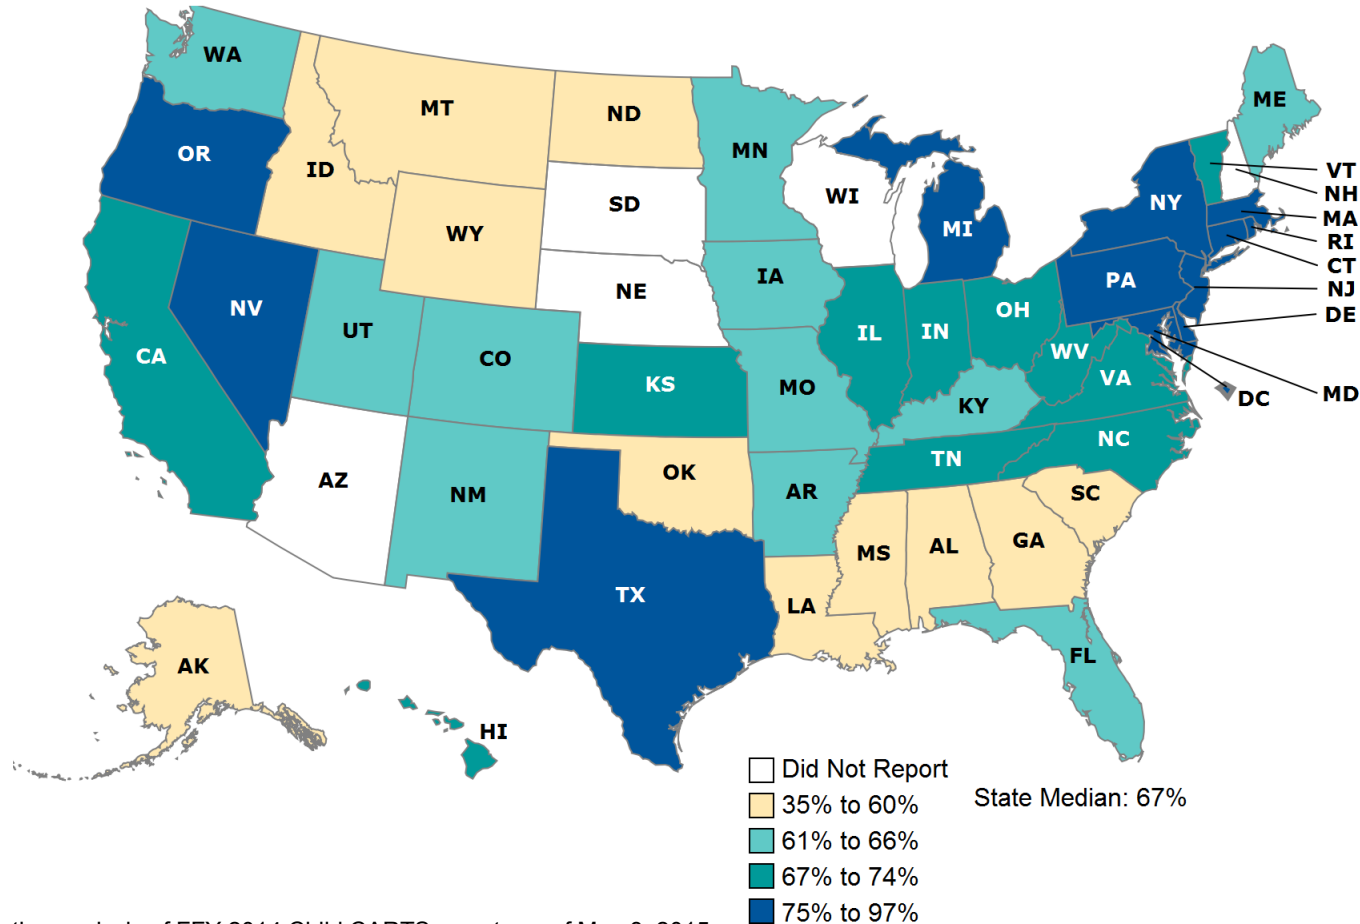 WA
ME
MT
ND
MN
OR
ID
VT
WI
NH
SD
NY
MA
WY
MI
RI
CT
IA
PA
NE
NJ
NV
OH
DE
UT
IL
IN
CA
CO
WV
KS
VA
MO
MD
KY
DC
NC
TN
OK
AZ
NM
AR
SC
GA
MS
AL
TX
LA
FL
AK
HI
Did Not Report
State Median: 67%
35% to 60%
61% to 66%
67% to 74%
75% to 97%